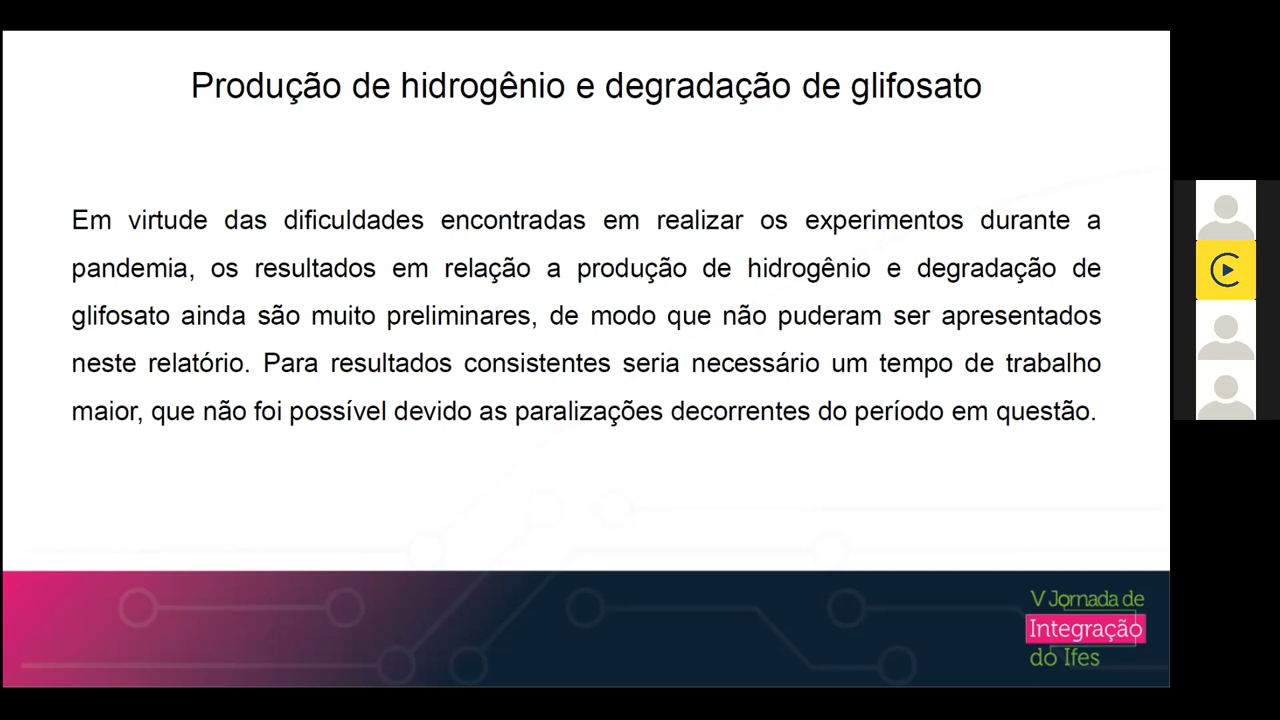 Produção de hidrogênio e degradação de glifosato
Em virtude das dificuldades encontradas em realizar os experimentos durante a
pandemia, os resultados em relação a produção de hidrogênio e degradação de
glifosato ainda são muito preliminares, de modo que não puderam ser apresentados
neste relatório. Para resultados consistentes seria necessário um tempo de trabalho
maior, que não foi possível devido as paralizações decorrentes do período em questão.
V Jornada de
Integração
do Ifes